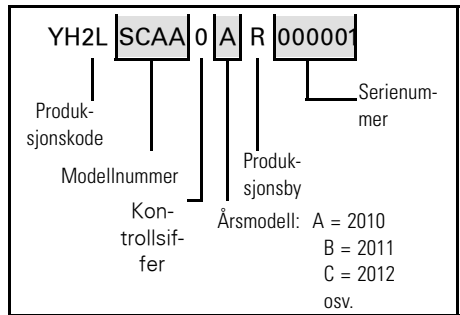 YH2L SCAA 0 A R 000001
Produk-
sjonskode
Modellnummer
Kon-
trollsif-
fer
Produk-
sjonsby
Serienum-
mer
Årsmodell: A = 2010
B = 2011
C = 2012
osv.